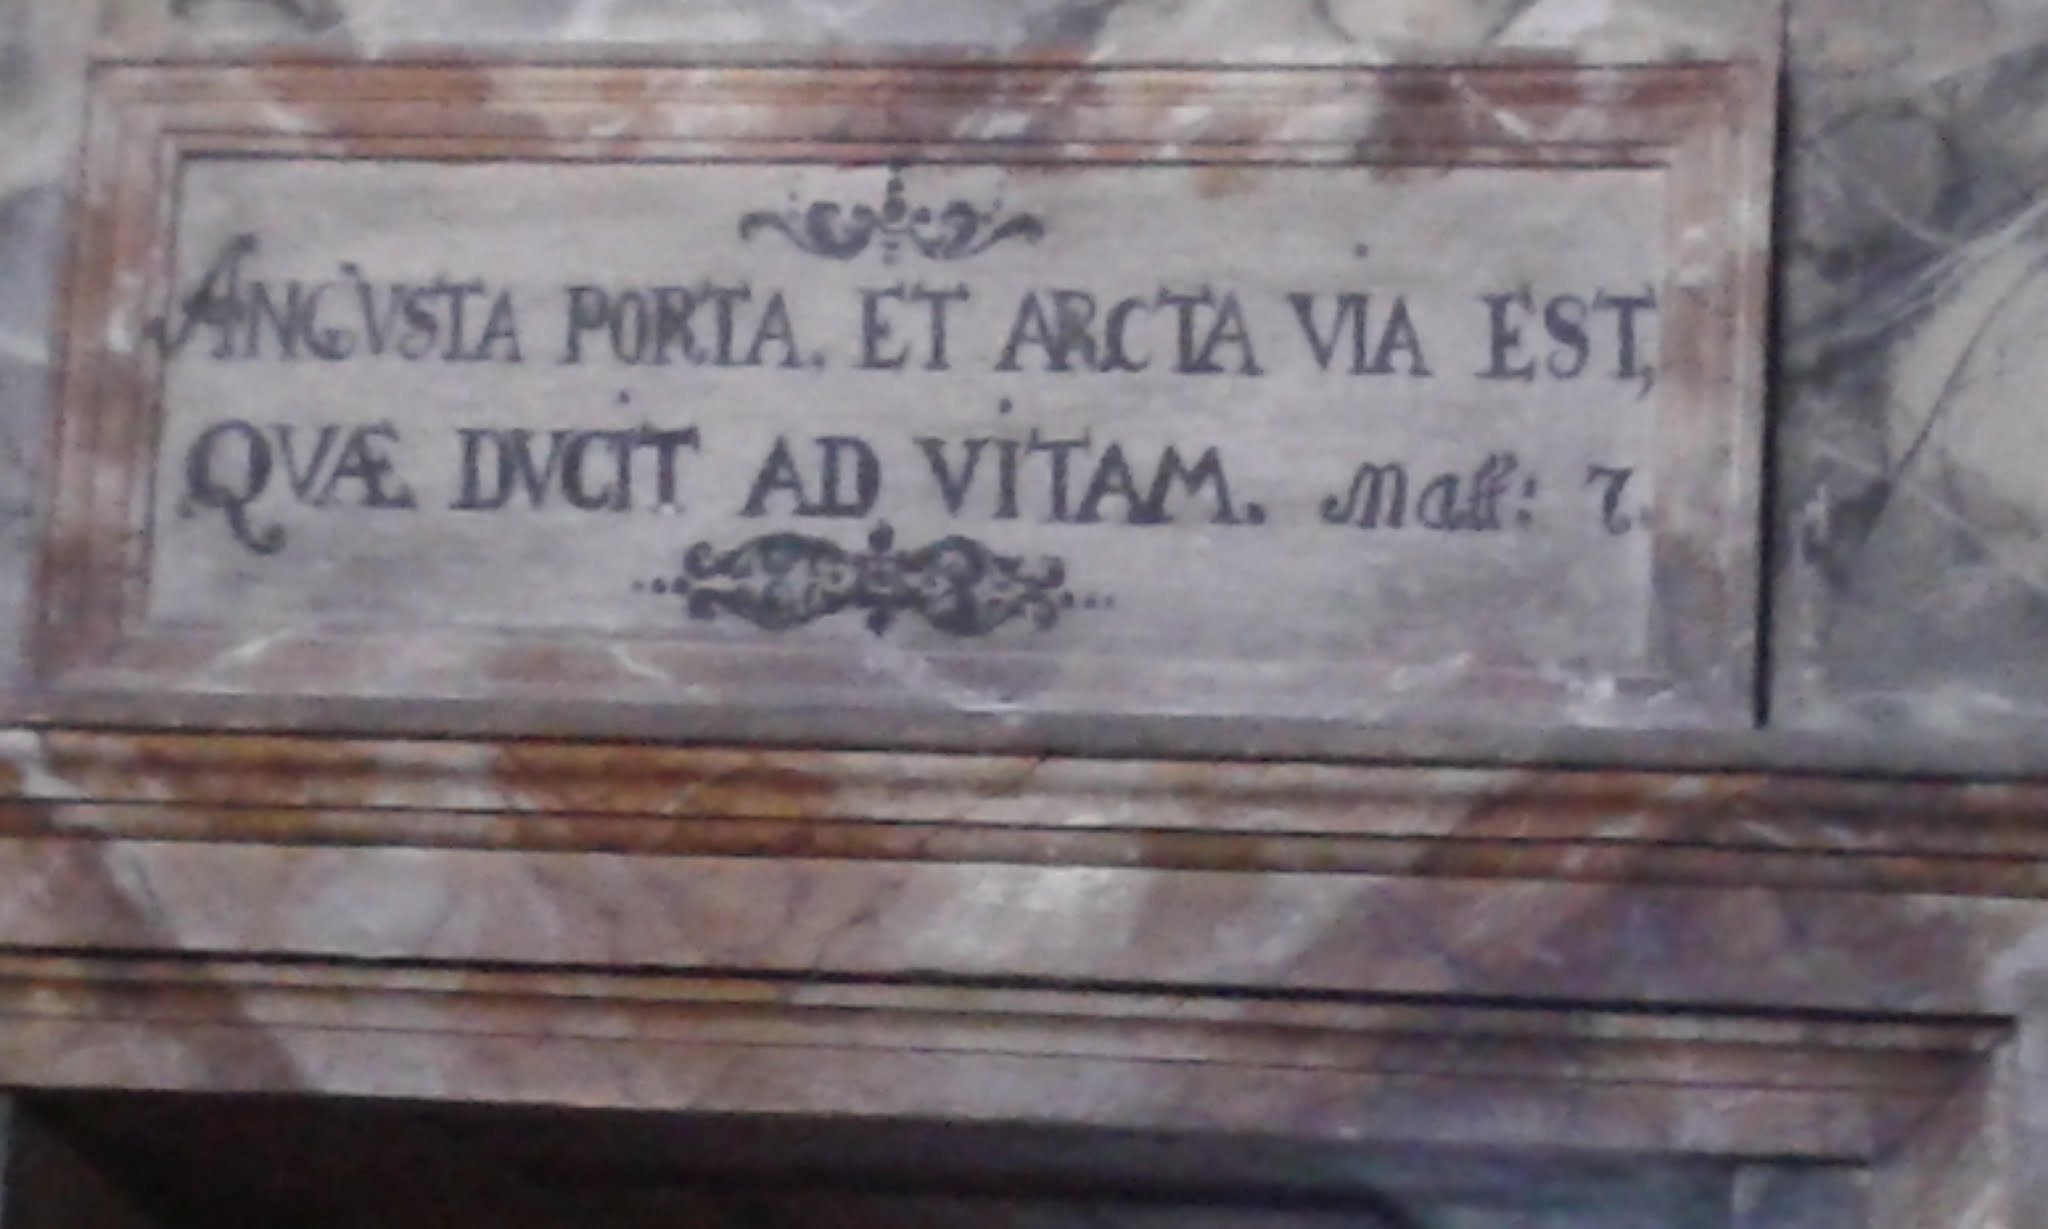 ANGVSTA PORTA. ET ARCTA VIA EST,
QVÆ DVCIT AD VITAM. Matt: 7.